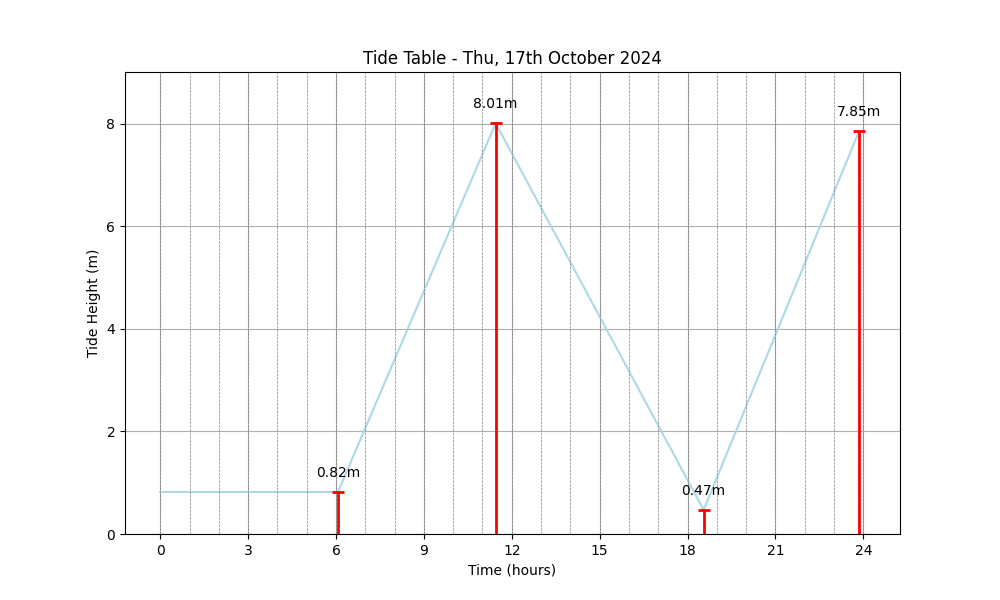 Tide Table - Thu, 17th October 2024
8.01m
7.85m
8
6
4
2
0
0.82m
0.47m
Tide Height (m)
0 3 6 9 12 15 18 21 24
Time (hours)